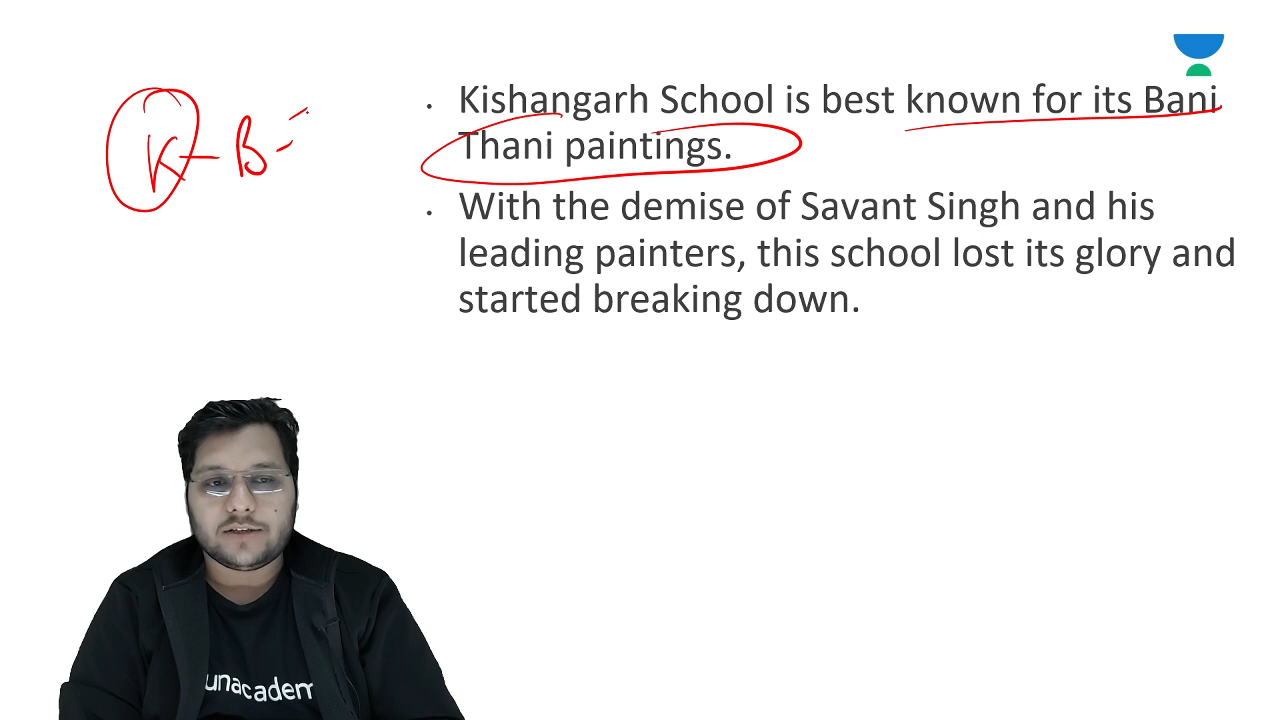 K - B =
• Kishangarh School is best known for its Bani
Thani paintings.
• With the demise of Savant Singh and his
leading painters, this school lost its glory and
started breaking down.
unacadem